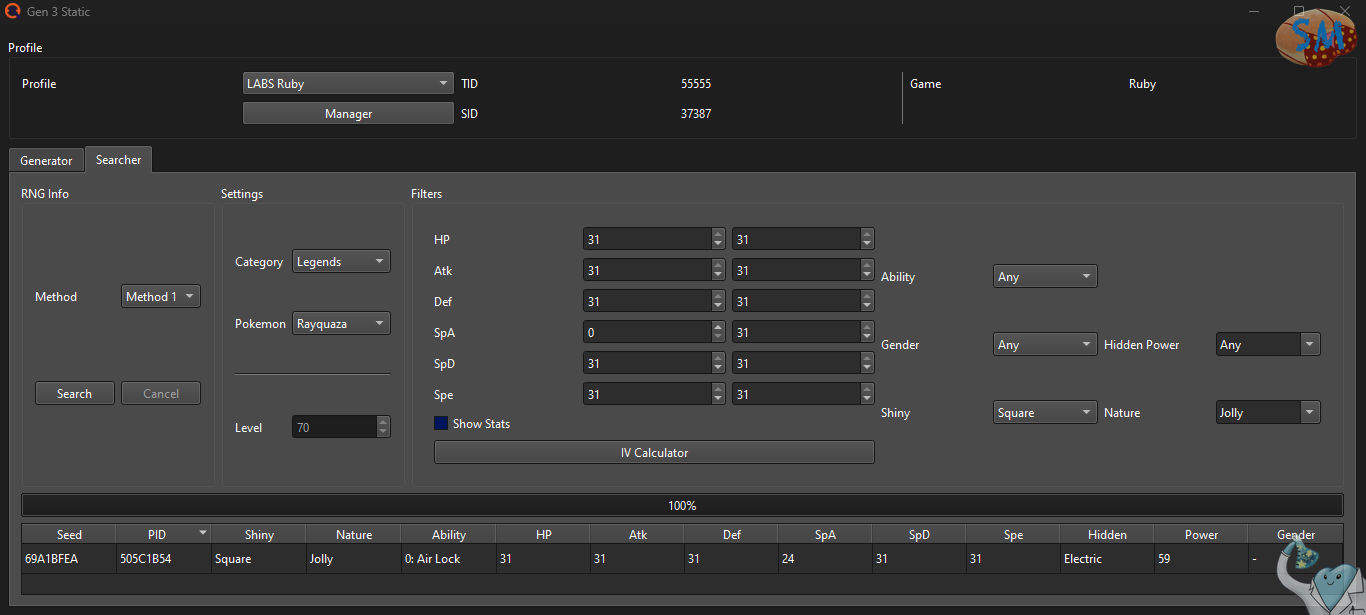 Gen 3 Static
SM
Profile
Profile LABS Ruby TID 55555 Game Ruby
Manager SID 37387
Generator Searcher
RNG Info Settings Filters
HP 31 31
Category Legends Atk 31 31 Ability Any
Method Method 1 Def 31 31
Pokemon Rayquaza SpA 0 31
Gender Any Hidden Power Any
SpD 31 31
Search Cancel Spe 31 31
Shiny Square Nature Jolly
Level 70 Show Stats
IV Calculator
100%
Seed PID Shiny Nature Ability HP Atk Def SpA SpD Spe Hidden Power Gender
69A1BFEA 505C1B54 Square Jolly 0: Air Lock 31 31 31 24 31 31 Electric 59 -